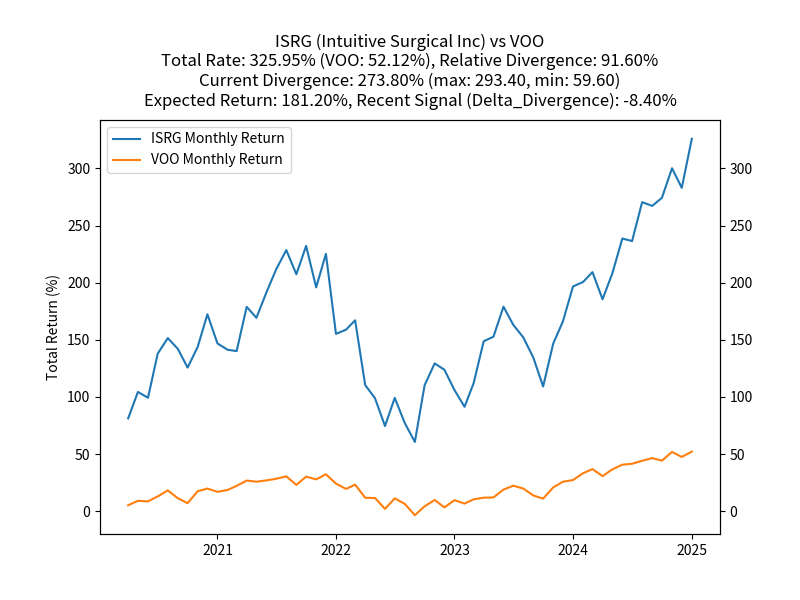 ISRG (Intuitive Surgical Inc) vs VOO
Total Rate: 325.95% (VOO: 52.12%), Relative Divergence: 91.60%
Current Divergence: 273.80% (max: 293.40, min: 59.60)
Expected Return: 181.20%, Recent Signal (Delta_Divergence): -8.40%
ISRG Monthly Return
VOO Monthly Return
Total Return (%)
300
250
200
150
100
50
0
300
250
200
150
100
50
0
2021 2022 2023 2024 2025